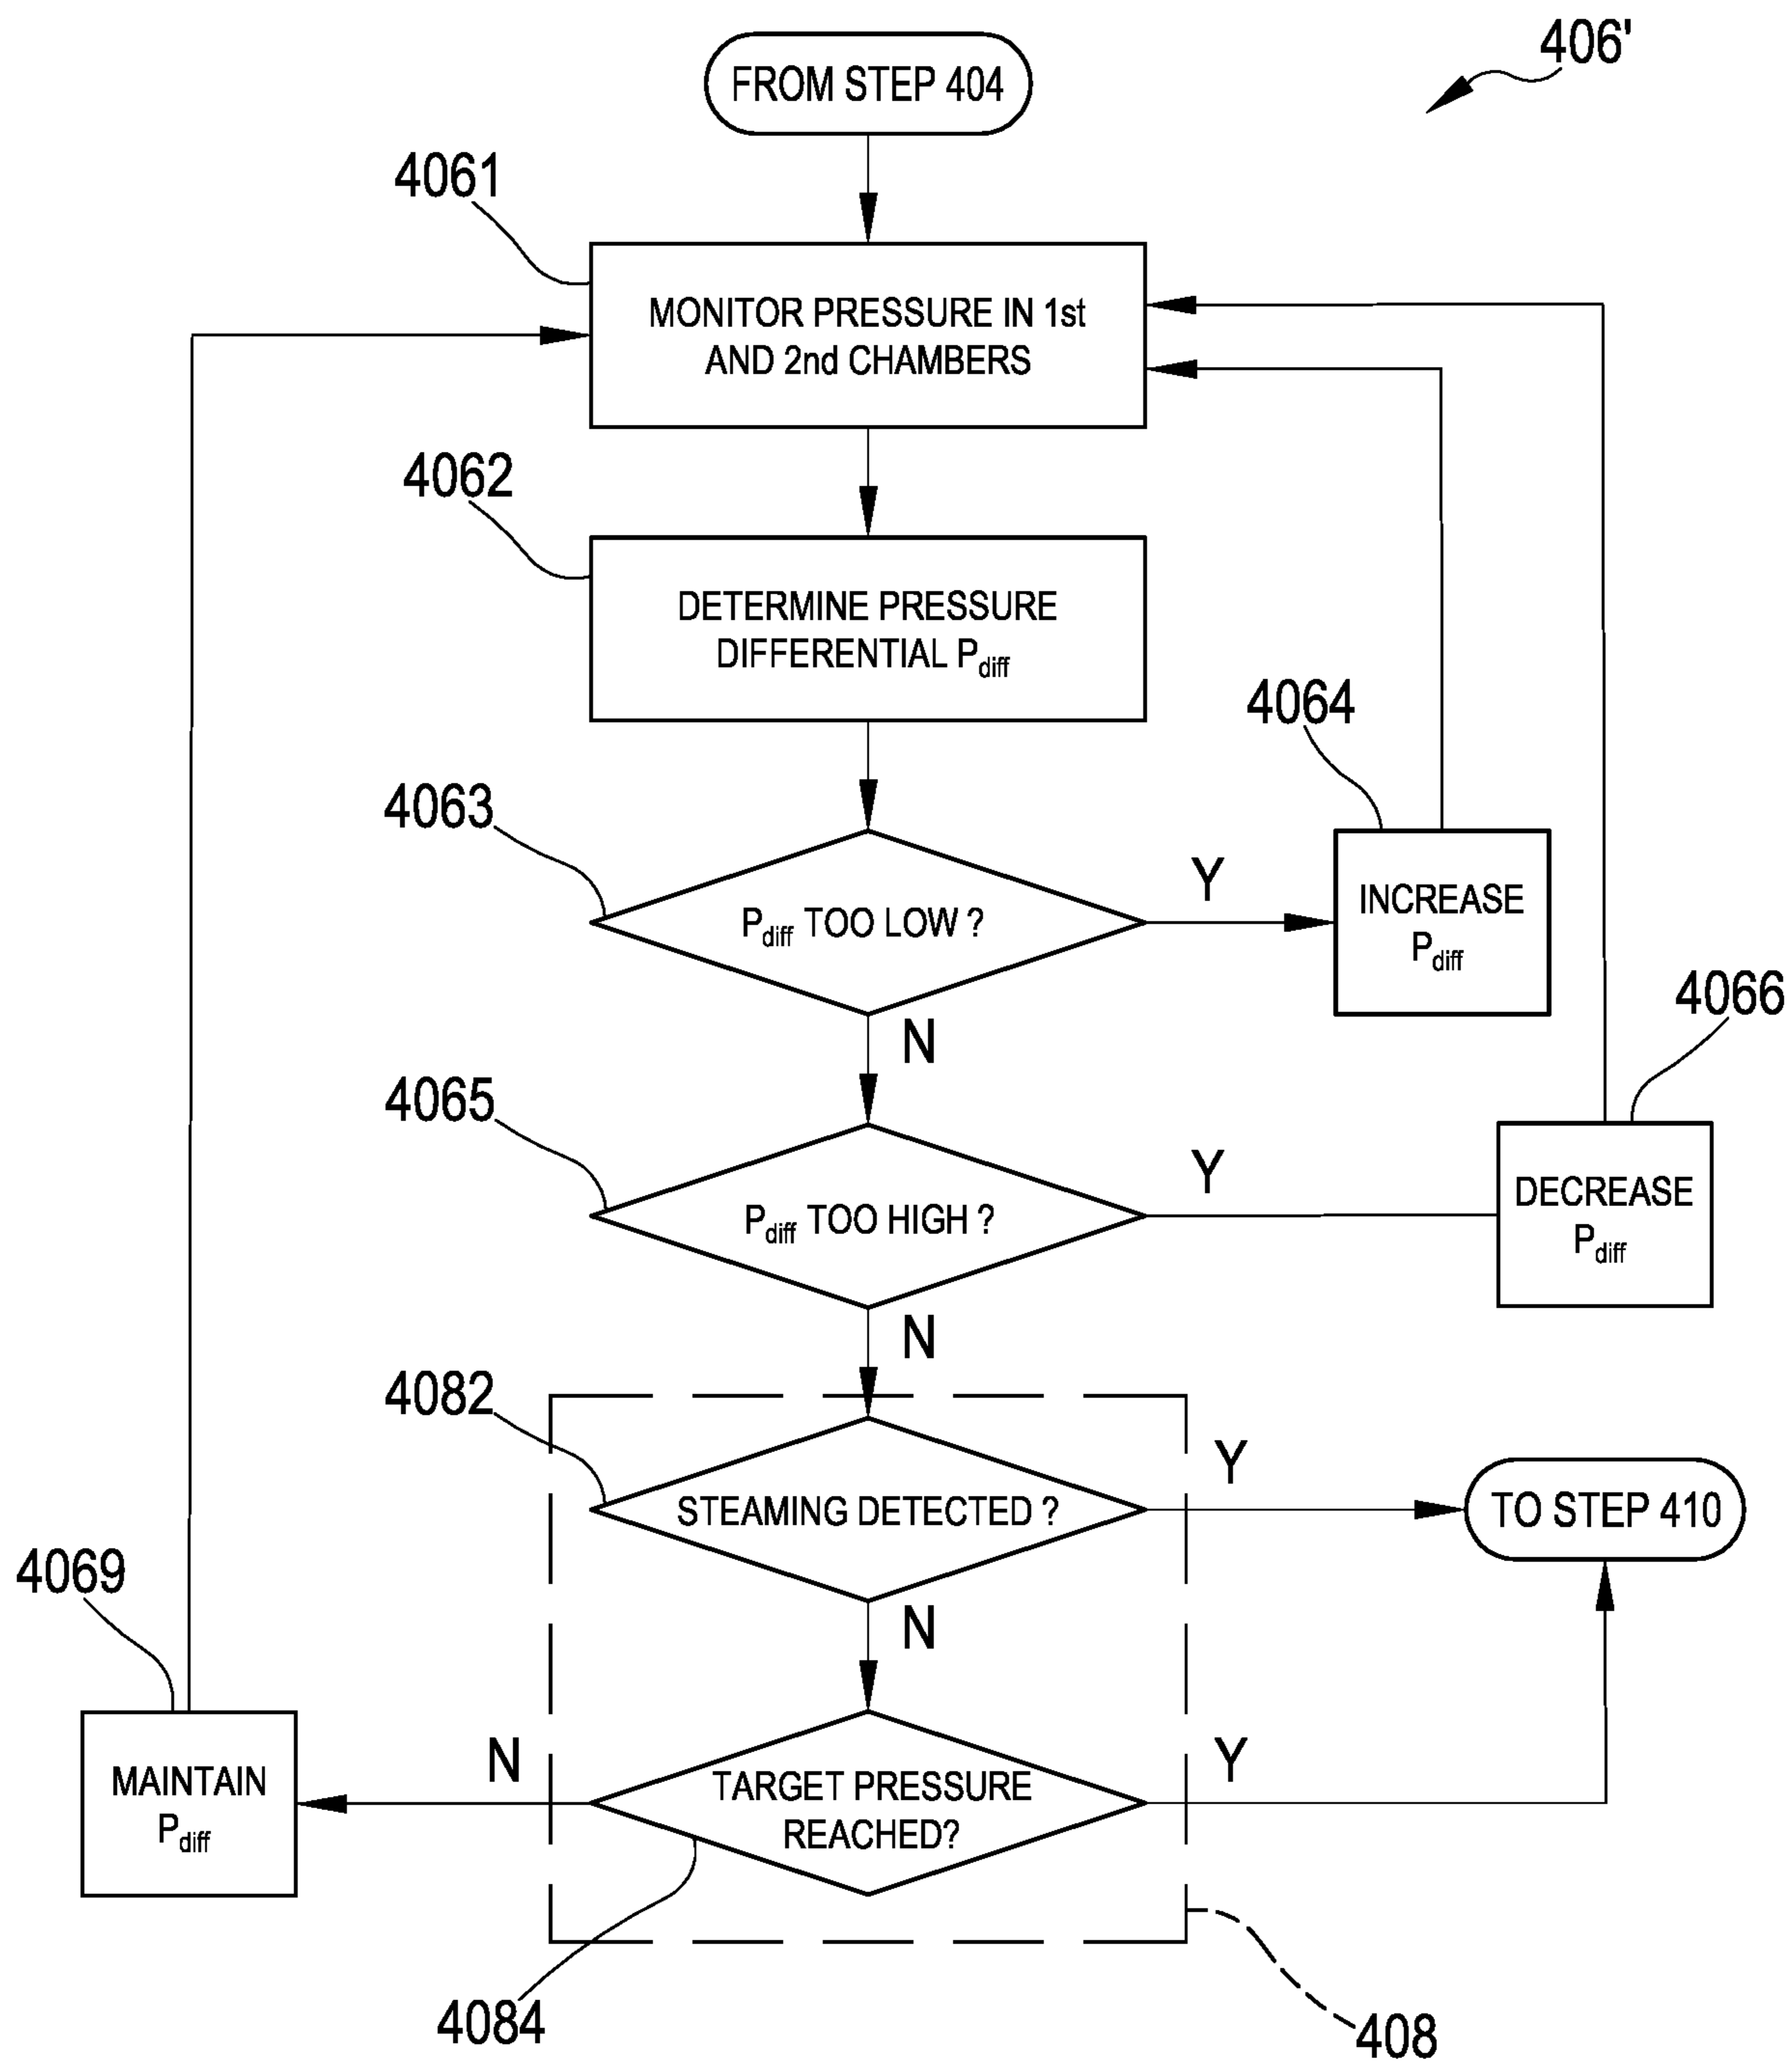 406'
FROM STEP 404
4061
MONITOR PRESSURE IN 1st
AND 2nd CHAMBERS
4062
DETERMINE PRESSURE
DIFFERENTIAL Pdiff
4064
4063
Pdiff TOO LOW ?
Y
INCREASE
Pdiff
N
4066
4065
Pdiff TOO HIGH ?
Y
DECREASE
Pdiff
N
4082
STEAMING DETECTED ?
Y
TO STEP 410
N
4069
MAINTAIN
Pdiff
N
TARGET PRESSURE
REACHED?
Y
4084
408